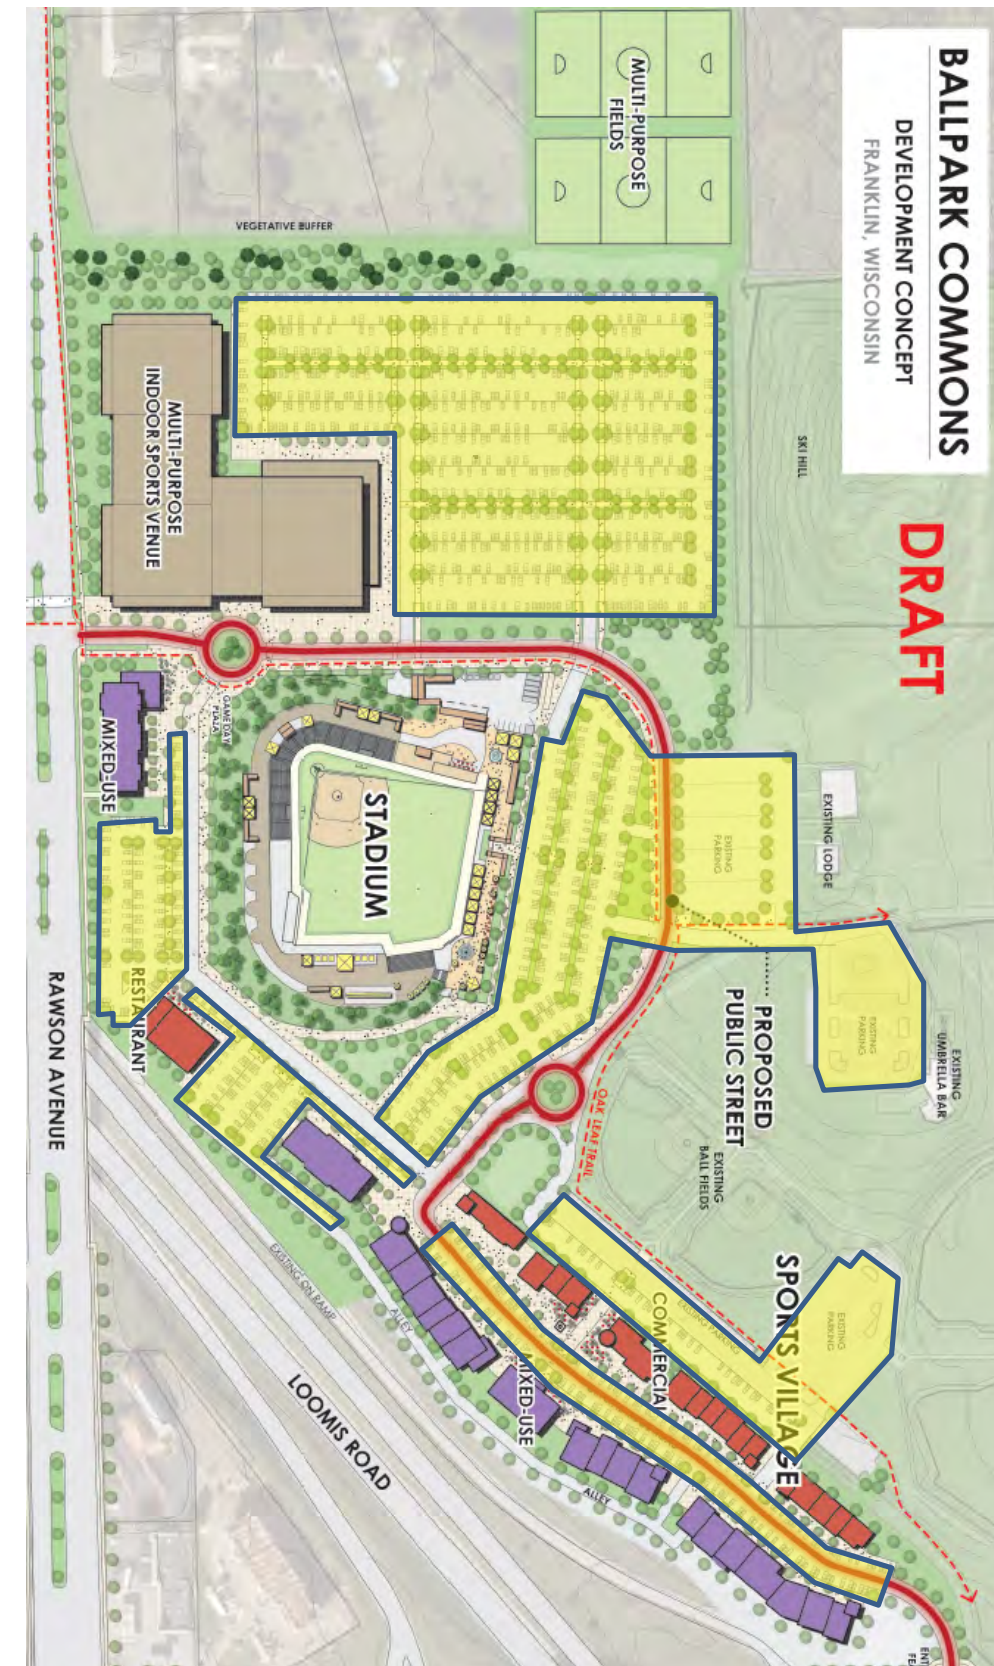 BALLPARK COMMONS
DEVELOPMENT CONCEPT
FRANKLIN, WISCONSIN
DRAFT
MULTI-PURPOSE
FIELDS
VEGETATIVE BUFFER
SKI HILL
MULTI-PURPOSE
INDOOR SPORTS VENUE
GAME DAY
PLAZA
MIXED-USE
STADIUM
EXISTING LODGE
EXISTING
PARKING
EXISTING
PARKING
EXISTING
UMBRELLA BAR
PROPOSED
PUBLIC STREET
RESTAURANT
RAWSON AVENUE
OAK LEAF TRAIL
EXISTING
BALL FIELDS
EXISTING ON RAMP
ALLEY
LOOMIS ROAD
SPORTS VILLAGE
EXISTING
PARKING
EXISTING PARKING
COMMERCIAL
MIXED-USE
ALLEY